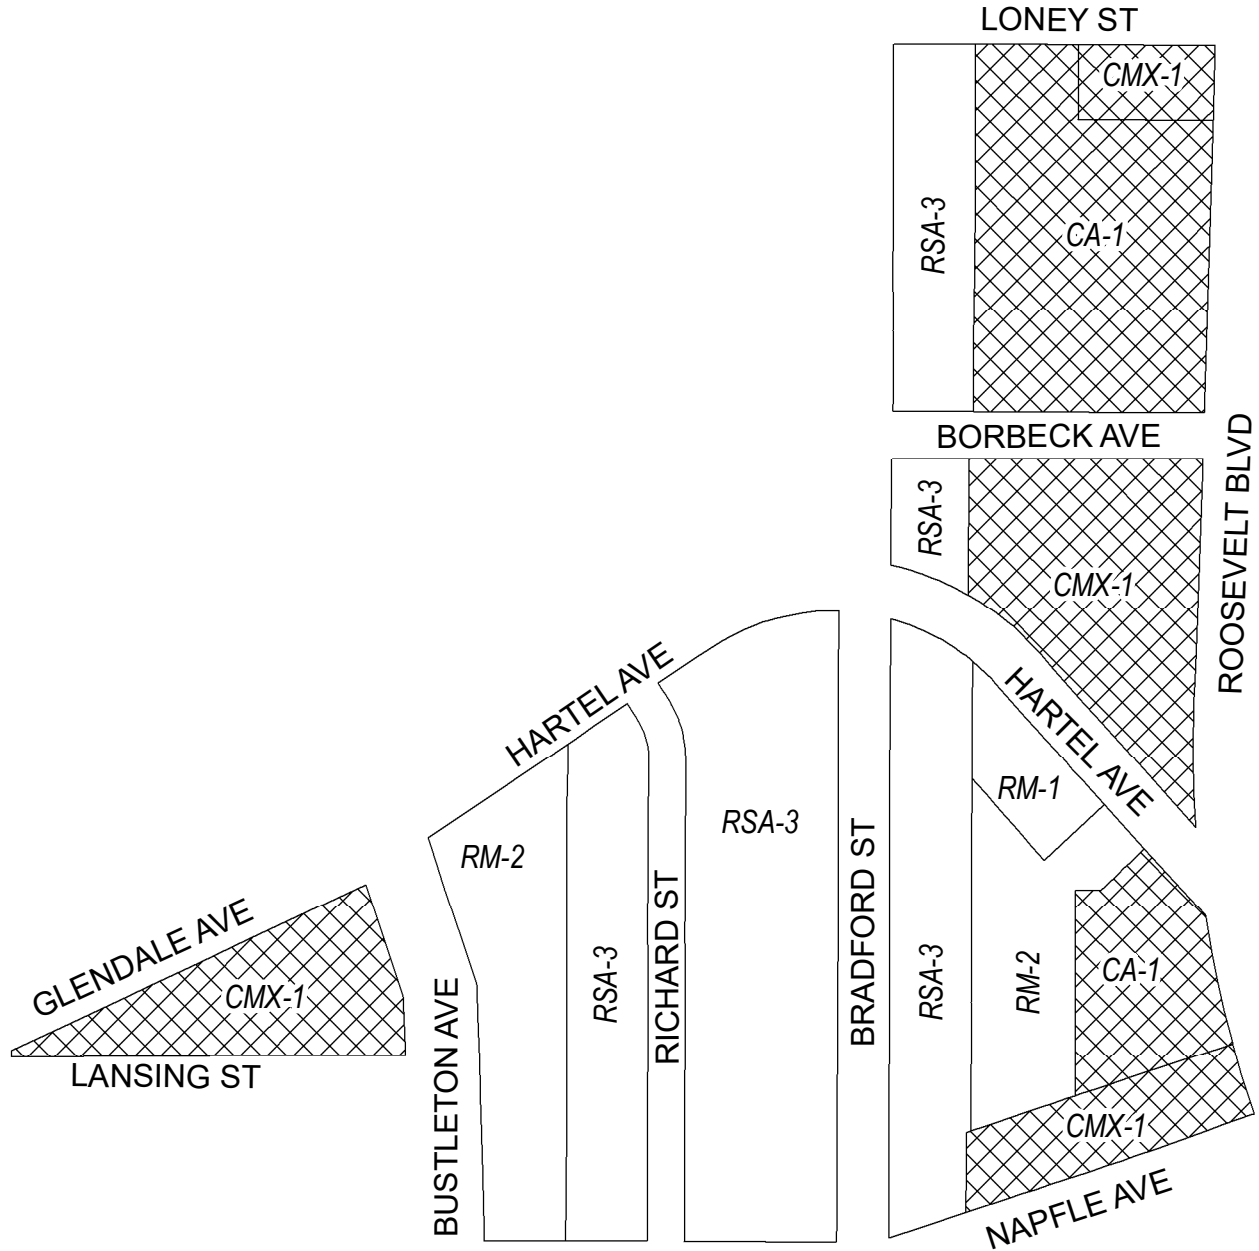 LONEY ST
CMX-1
RSA-3
CA-1
BORBECK AVE
ROOSEVELT BLVD
RSA-3
CMX-1
HARTEL AVE
HARTEL AVE
RM-1
RSA-3
RM-2
GLENDALE AVE
CMX-1
LANSING ST
BUSTLETON AVE
RSA-3
RICHARD ST
BRADFORD ST
RSA-3
RM-2
CA-1
CMX-1
NAPFLE AVE